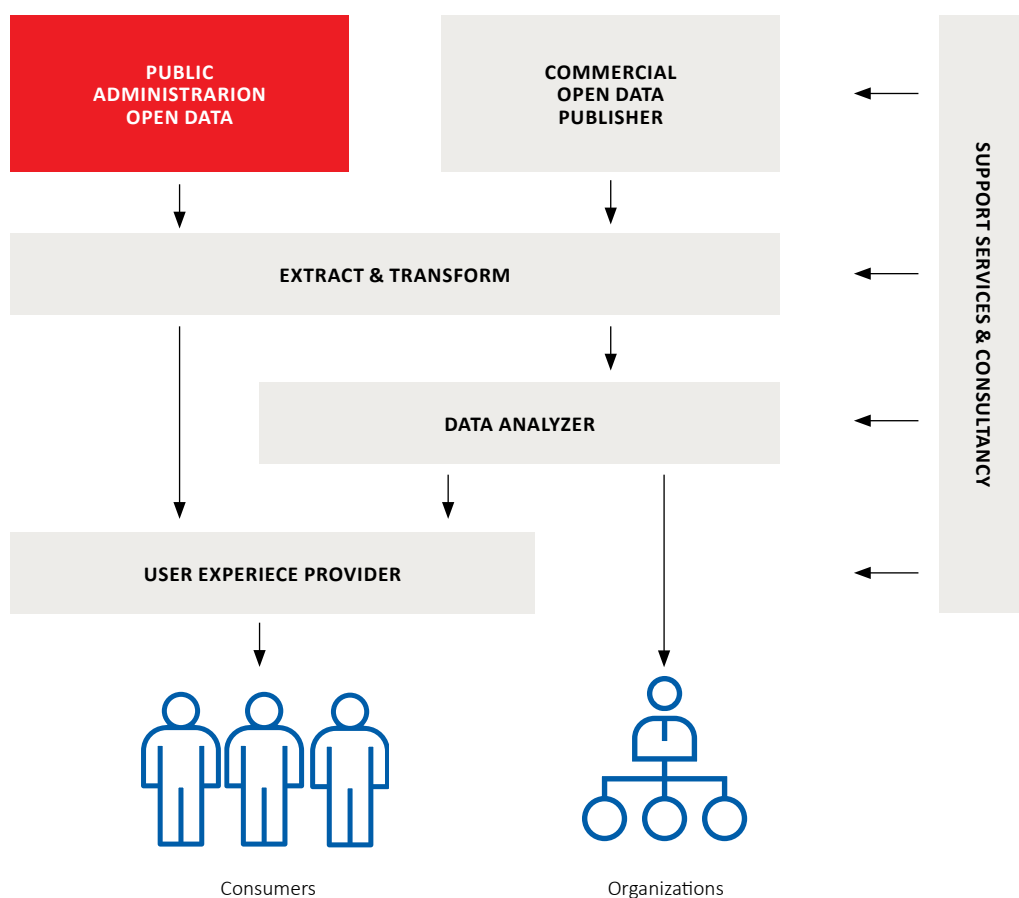 PUBLIC
ADMINISTRARION
OPEN DATA
COMMERCIAL
OPEN DATA
PUBLISHER
SUPPORT SERVICES & CONSULTANCY
EXTRACT & TRANSFORM
DATA ANALYZER
USER EXPERIECE PROVIDER
Consumers
Organizations